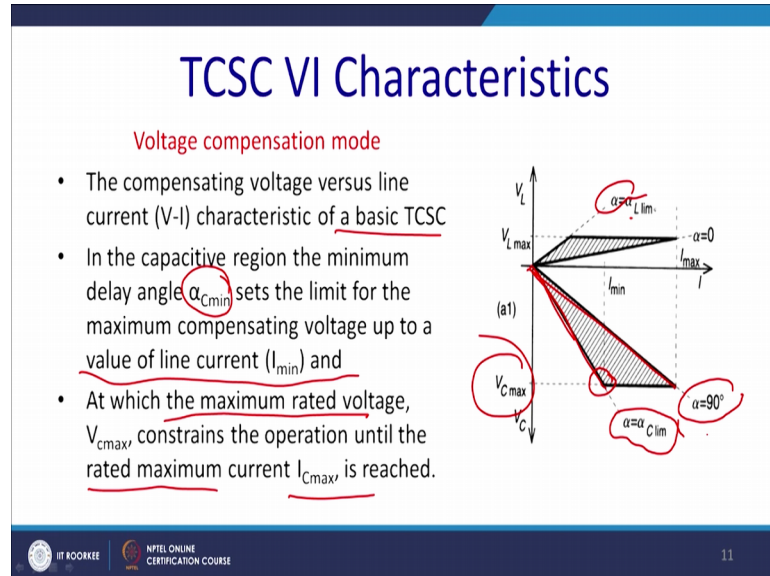 TCSC VI Characteristics
Voltage compensation mode
• The compensating voltage versus line
current (V-I) characteristic of a basic TCSC
• In the capacitive region the minimum
delay angle αCmin sets the limit for the
maximum compensating voltage up to a
value of line current (Imin) and
• At which the maximum rated voltage,
Vcmax, constrains the operation until the
rated maximum current ICmax, is reached.
VL
α=αL lim.
VL max
α=0
Imax
I
Imin
(a1)
VC max
VC
α=90°
α=αC lim
IIT ROORKEE
NPTEL ONLINE
CERTIFICATION COURSE
11